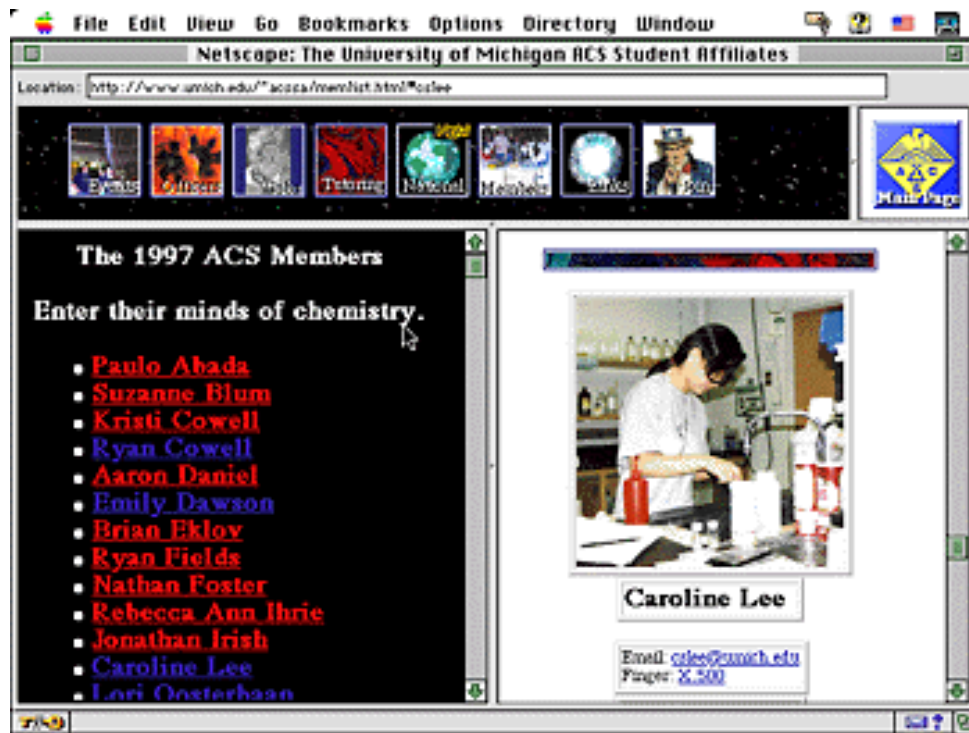 File Edit View Go Bookmarks Options Directory Window
Netscape: The University of Michigan ACS Student Affiliates
Location: http://www.umich.edu/~acssa/memlist.html#cslee
Events Officers Tutoring National Members Links Fun
Main Page
The 1997 ACS Members
Enter their minds of chemistry.
Paulo Abada
Suzanne Blum
Kristi Cowell
Ryan Cowell
Aaron Daniel
Emily Dawson
Brian Eklov
Ryan Fields
Nathan Foster
Rebecca Ann Ihrie
Jonathan Irish
Caroline Lee
Lori Oosterhaan
Caroline Lee
Email: cslee@umich.edu
Finger: X.500